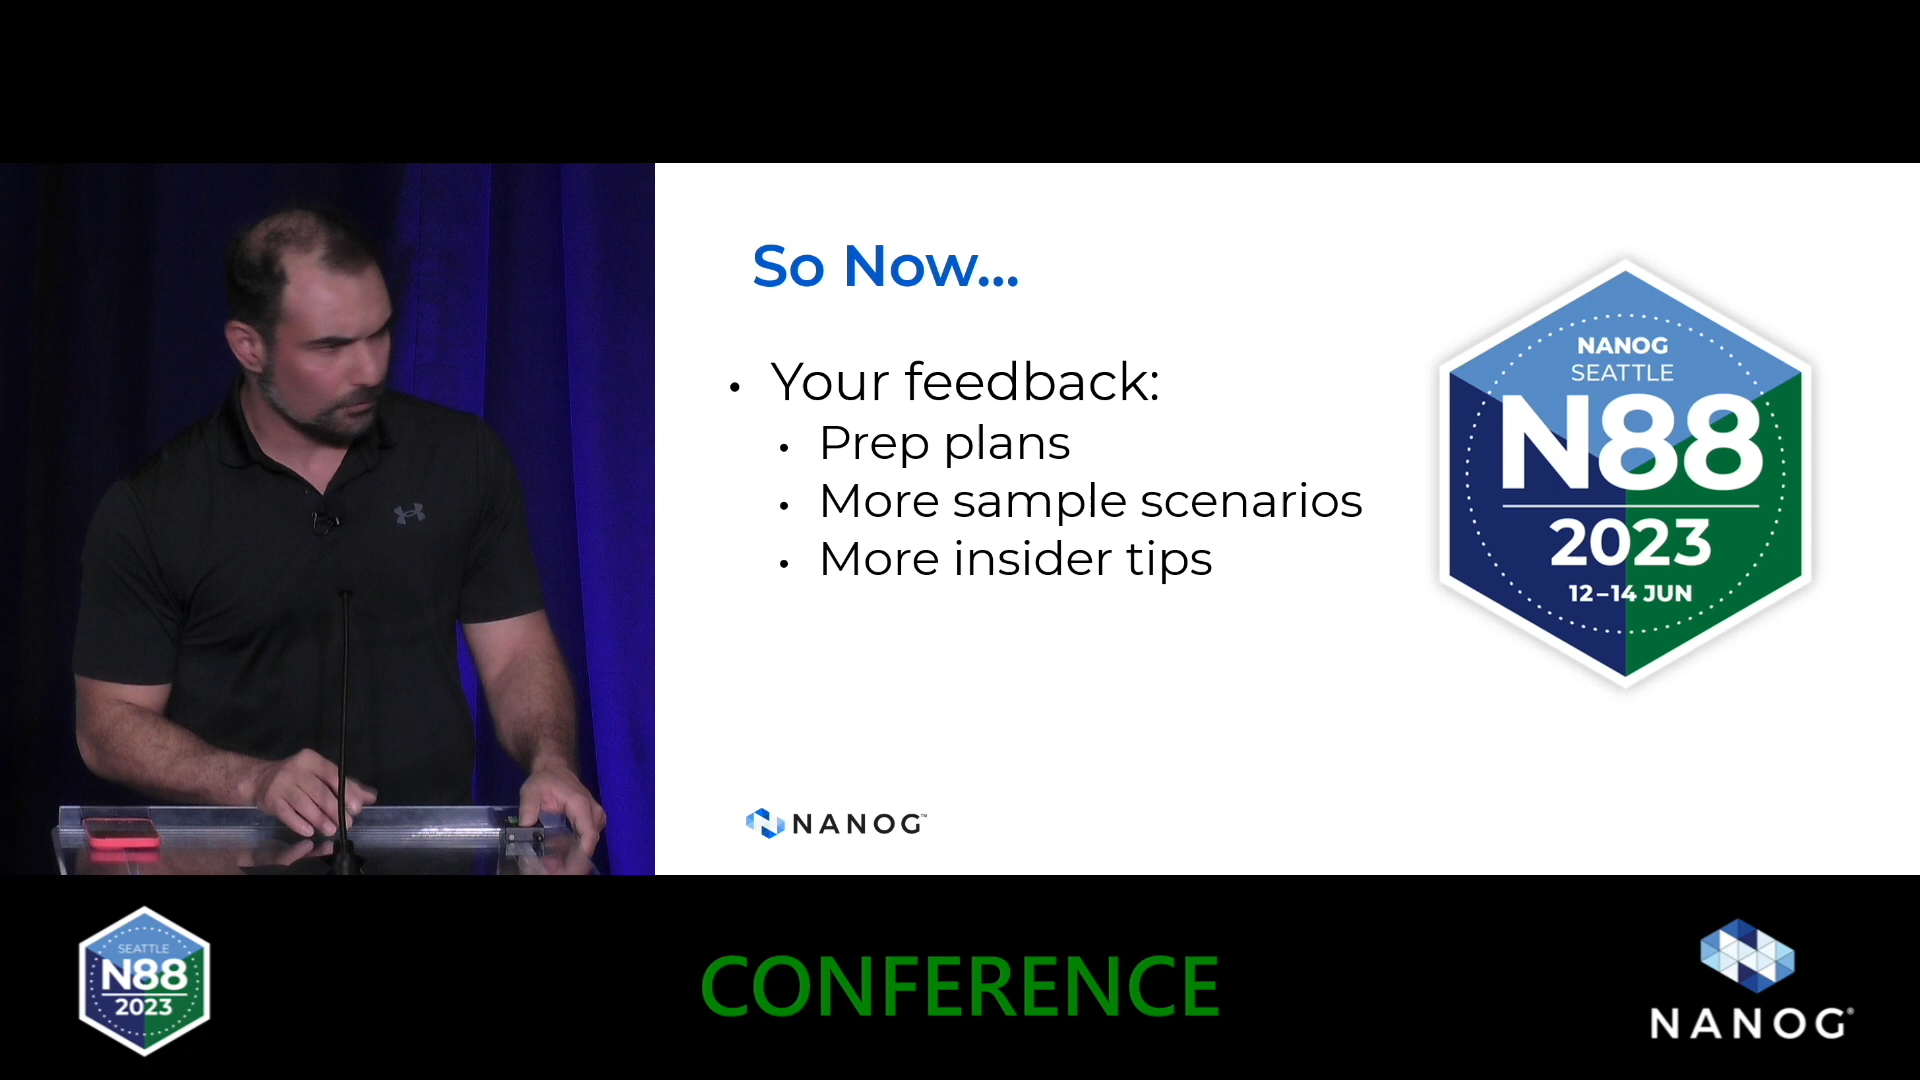 So Now...
• Your feedback:
• Prep plans
• More sample scenarios
• More insider tips
NANOG
SEATTLE
N88
2023
12–14 JUN
NANOG™
SEATTLE
N88
2023
CONFERENCE
NANOG®